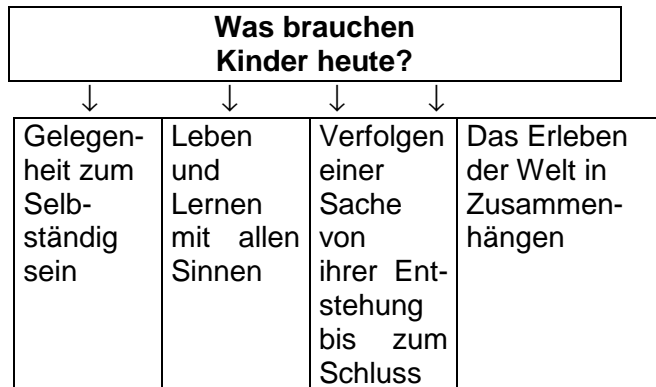 Was brauchen
Kinder heute?
↓ ↓ ↓ ↓
Gelegen-
heit zum
Selb-
ständig
sein
Leben
und
Lernen
mit allen
Sinnen
Verfolgen
einer
Sache
von
ihrer Ent-
stehung
bis zum
Schluss
Das Erleben
der Welt in
Zusammen-
hängen